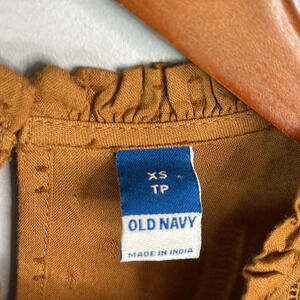 XS
TP
OLD NAVY
MADE IN INDIA